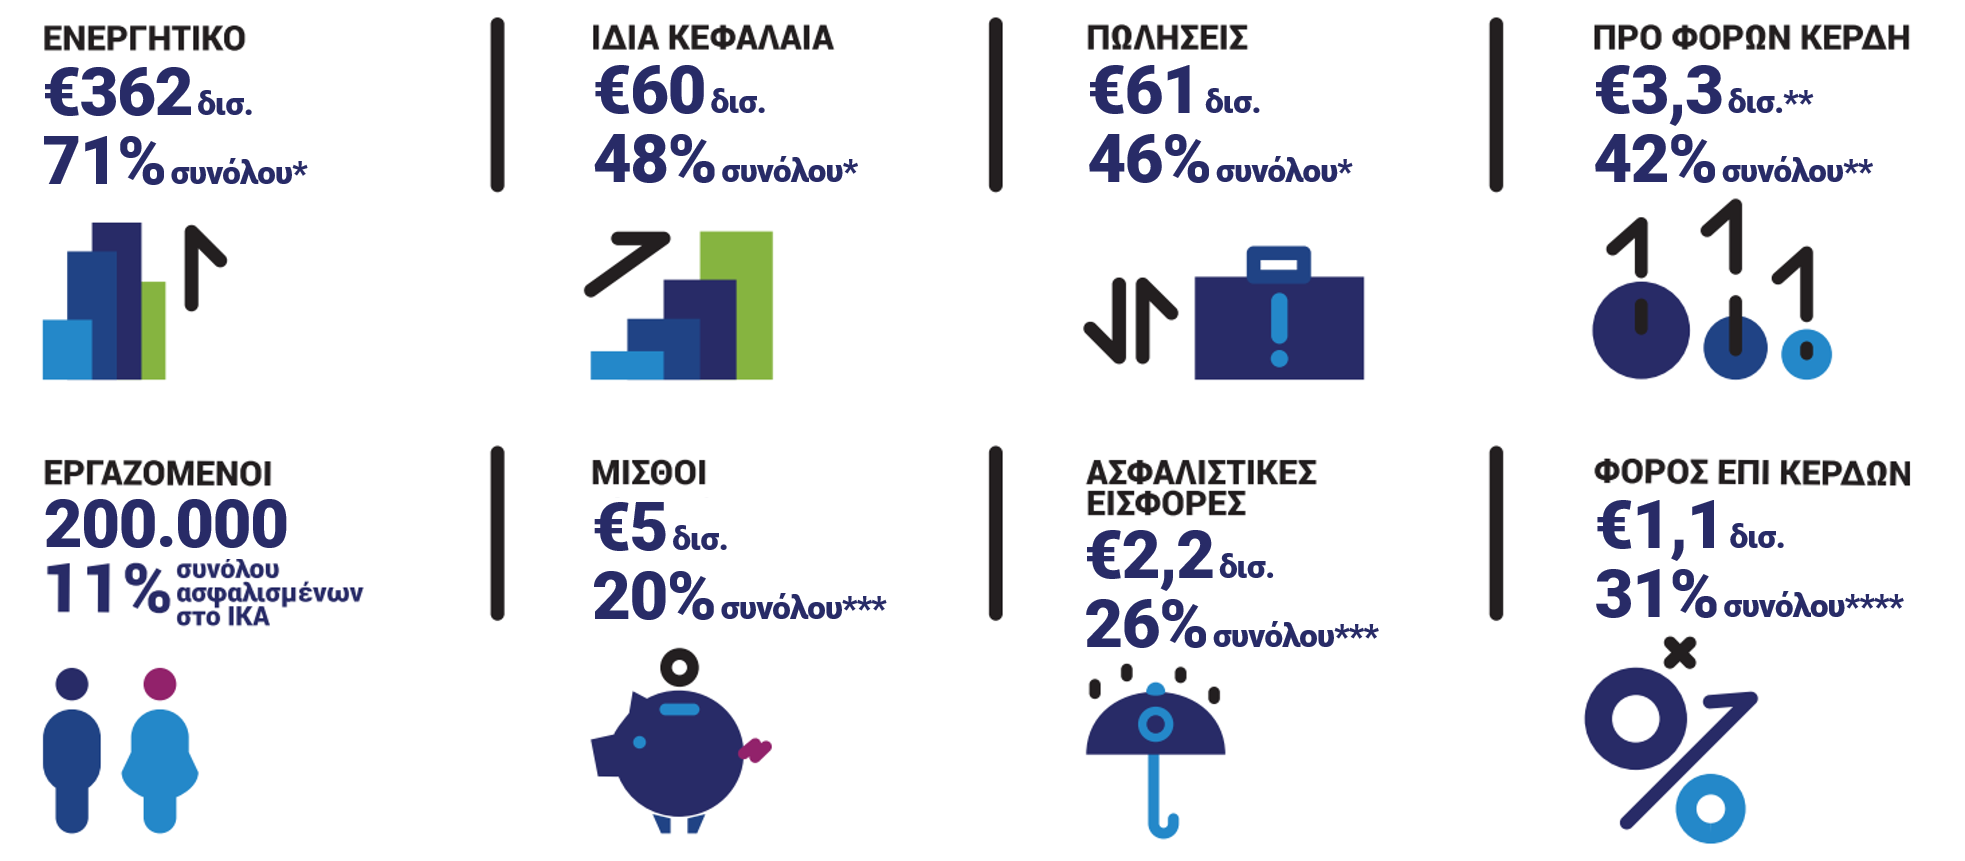 ΕΝΕΡΓΗΤΙΚΟ
€362 δισ.
71% συνόλου*
ΙΔΙΑ ΚΕΦΑΛΑΙΑ
€60 δισ.
48% συνόλου*
ΠΩΛΗΣΕΙΣ
€61 δισ.
46% συνόλου*
ΠΡΟ ΦΟΡΩΝ ΚΕΡΔΗ
€3,3 δισ.**
42% συνόλου**
ΕΡΓΑΖΟΜΕΝΟΙ
200.000
11% συνόλου
ασφαλισμένων
στο ΙΚΑ
ΜΙΣΘΟΙ
€5 δισ.
20% συνόλου***
ΑΣΦΑΛΙΣΤΙΚΕΣ
ΕΙΣΦΟΡΕΣ
€2,2 δισ.
26% συνόλου***
ΦΟΡΟΣ ΕΠΙ ΚΕΡΔΩΝ
€1,1 δισ.
31% συνόλου****